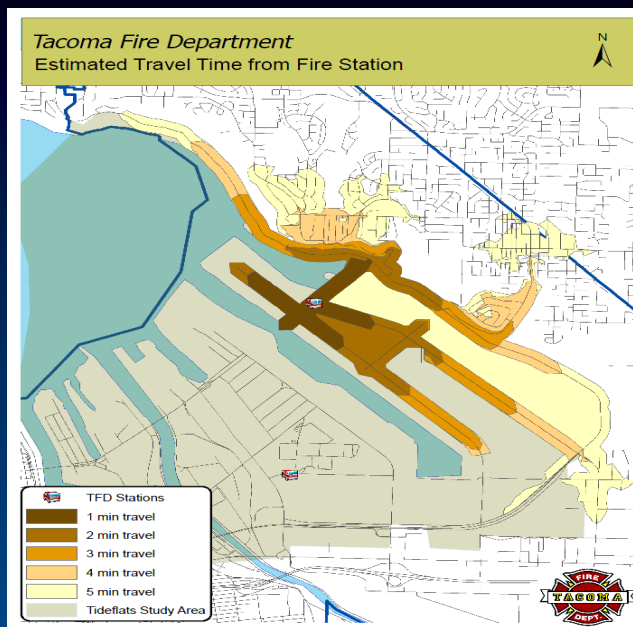 Tacoma Fire Department
Estimated Travel Time from Fire Station
N
TFD Stations
1 min travel
2 min travel
3 min travel
4 min travel
5 min travel
Tideflats Study Area
FIRE
TACOMA
DEPT.